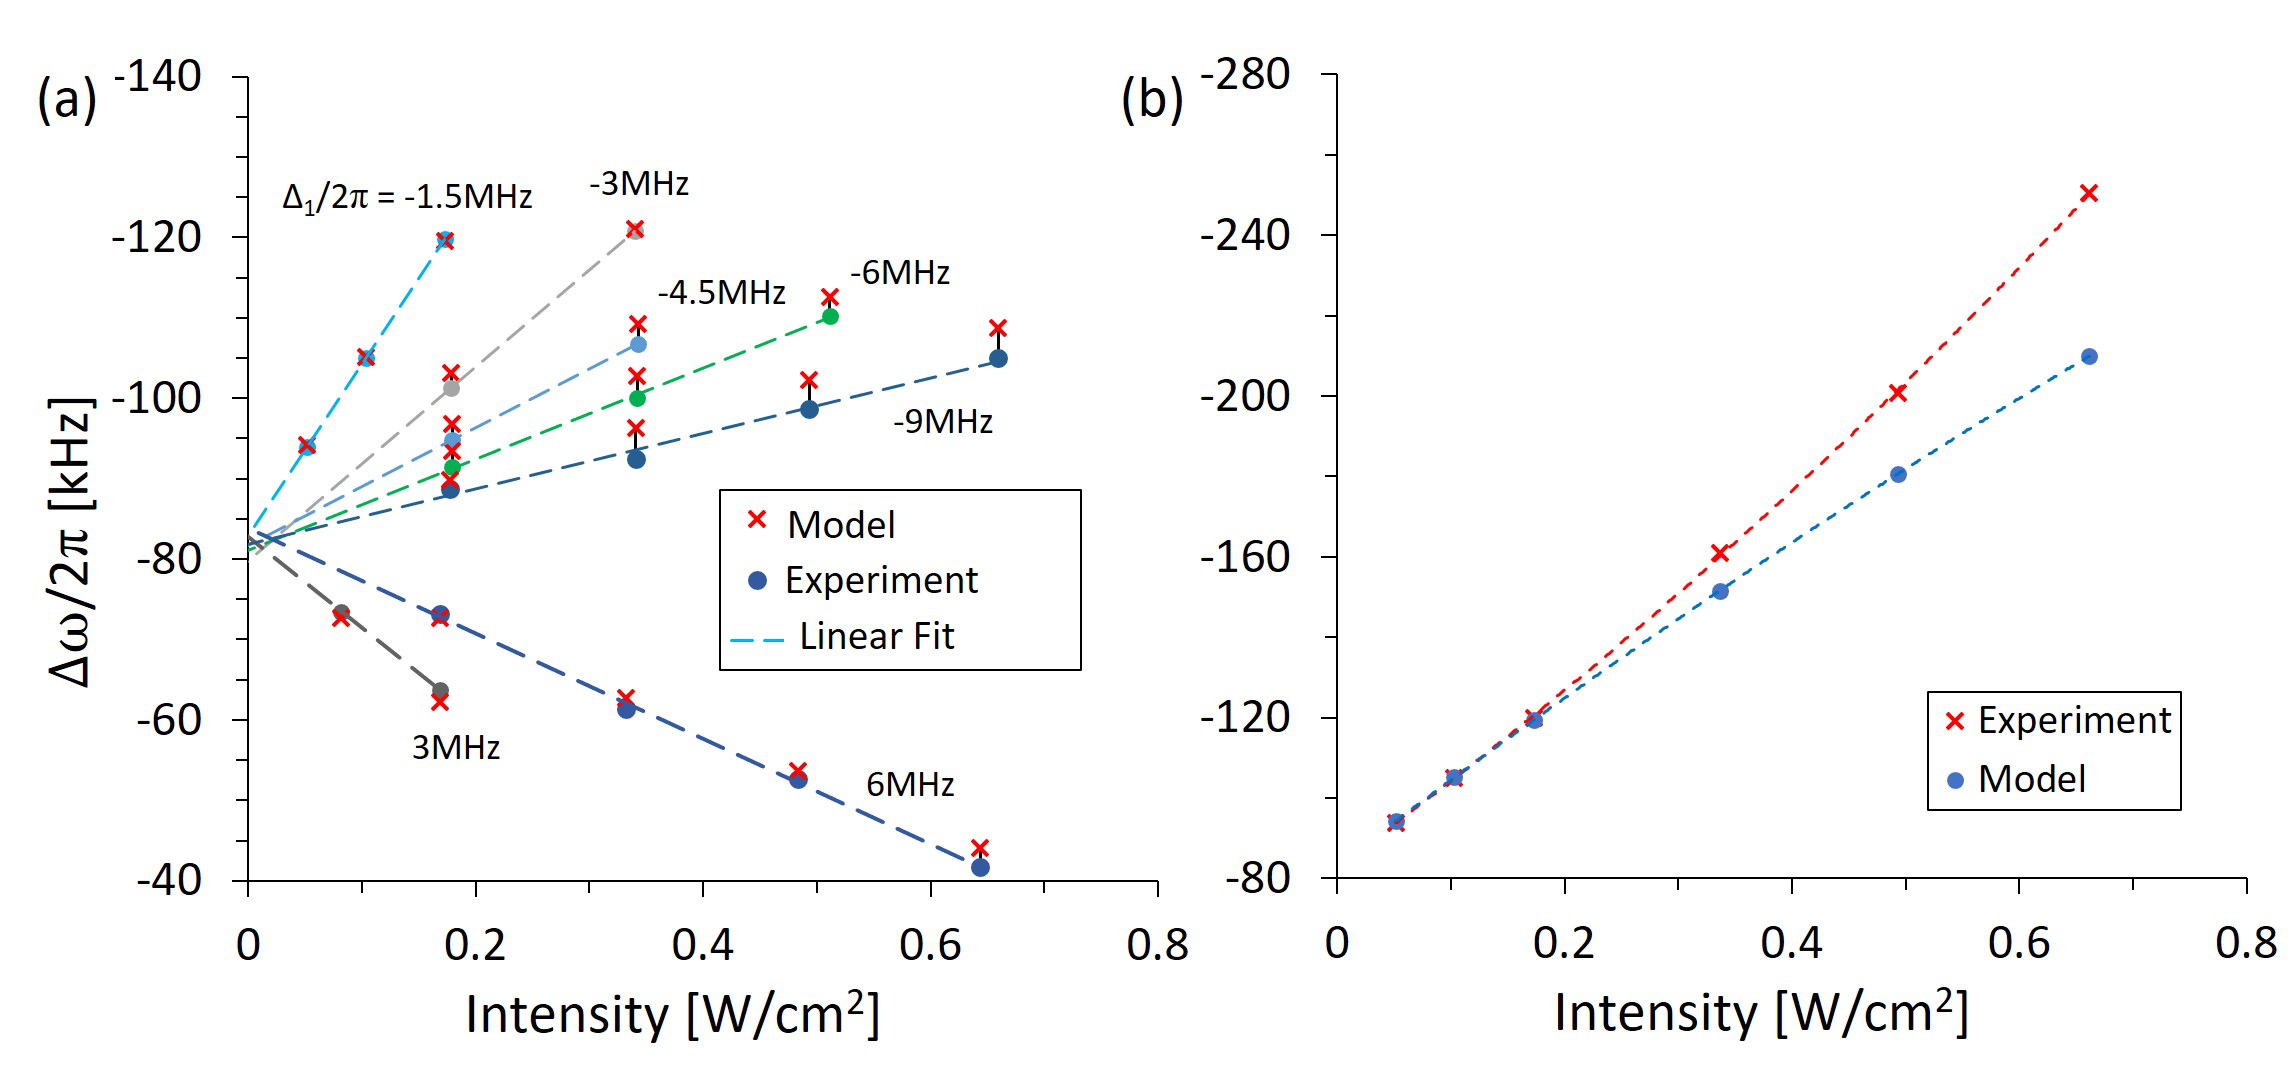 (a)
-140
-120
-100
-80
-60
-40
Δω/2π [kHz]
Δ₁/2π = -1.5MHz
-3MHz
-4.5MHz
-6MHz
-9MHz
3MHz
6MHz
Model
Experiment
Linear Fit
0 0.2 0.4 0.6 0.8
Intensity [W/cm²]
(b)
-280
-240
-200
-160
-120
-80
Experiment
Model
0 0.2 0.4 0.6 0.8
Intensity [W/cm²]